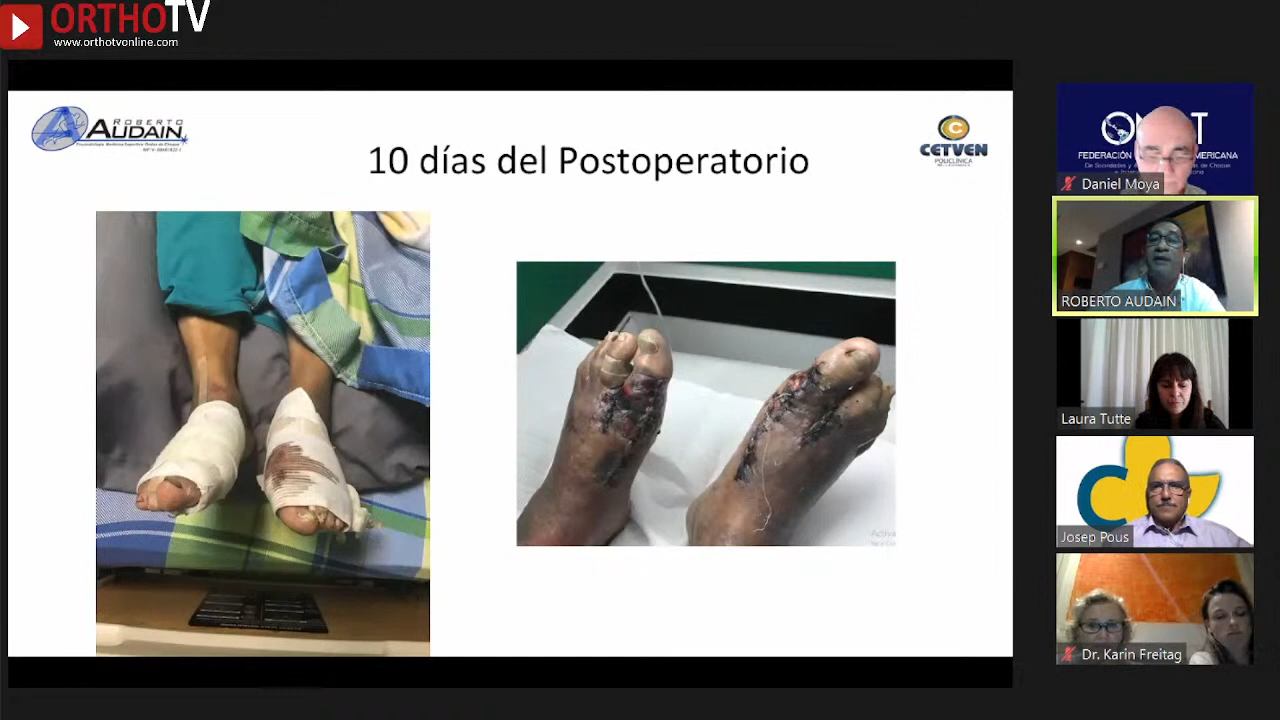 ORTHOTV
www.orthotvonline.com
ROBERTO
AUDAIN
CETVEN
POLICLÍNICA
10 días del Postoperatorio
FEDERACIÓN
Daniel Moya
ROBERTO AUDAIN
Laura Tutte
Josep Pous
Dr. Karin Freitag